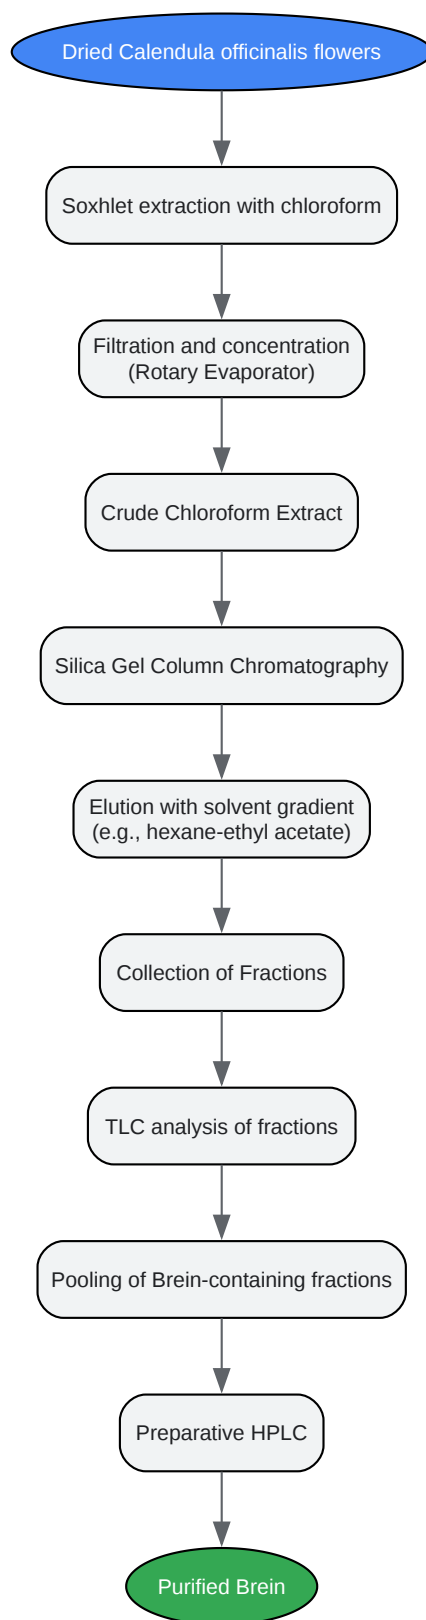 Dried Calendula officinalis flowers
Soxhlet extraction with chloroform
Filtration and concentration
(Rotary Evaporator)
Crude Chloroform Extract
Silica Gel Column Chromatography
Elution with solvent gradient
(e.g., hexane-ethyl acetate)
Collection of Fractions
TLC analysis of fractions
Pooling of Brein-containing fractions
Preparative HPLC
Purified Brein